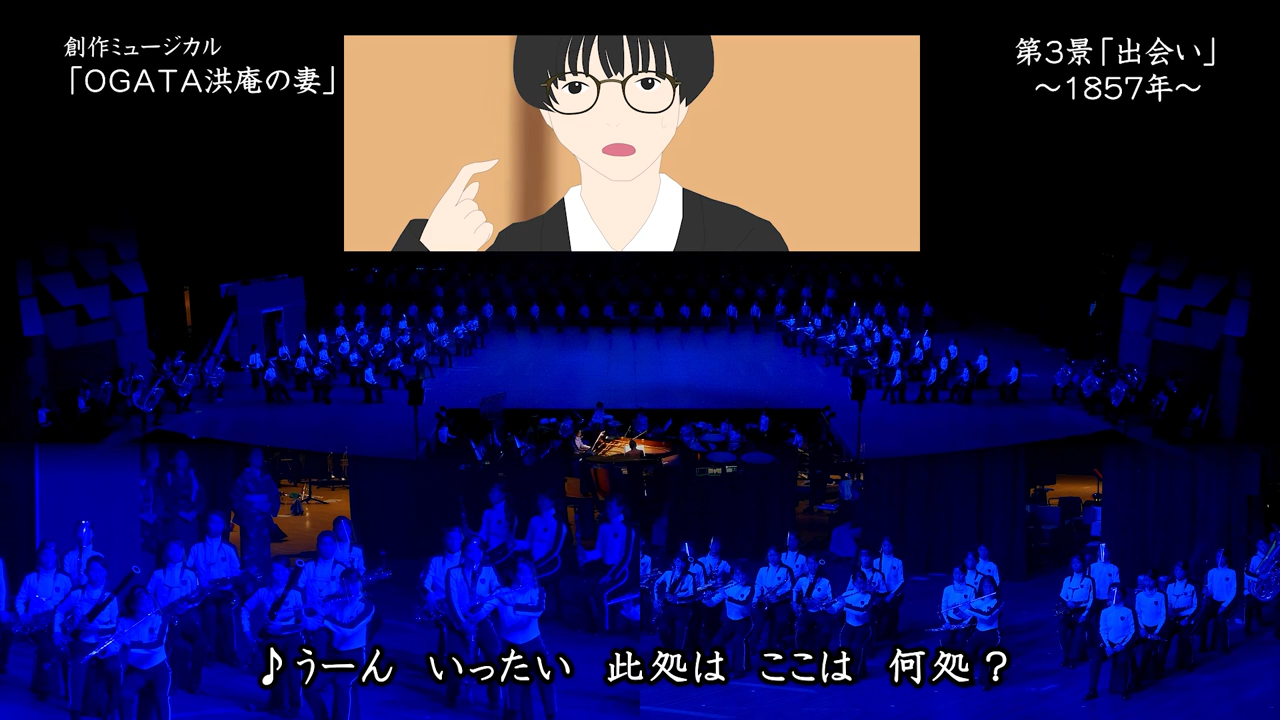 創作ミュージカル
「OGATA洪庵の妻」
第3景「出会い」
～1857年～
♪うーん いったい 此処は ここは 何処？